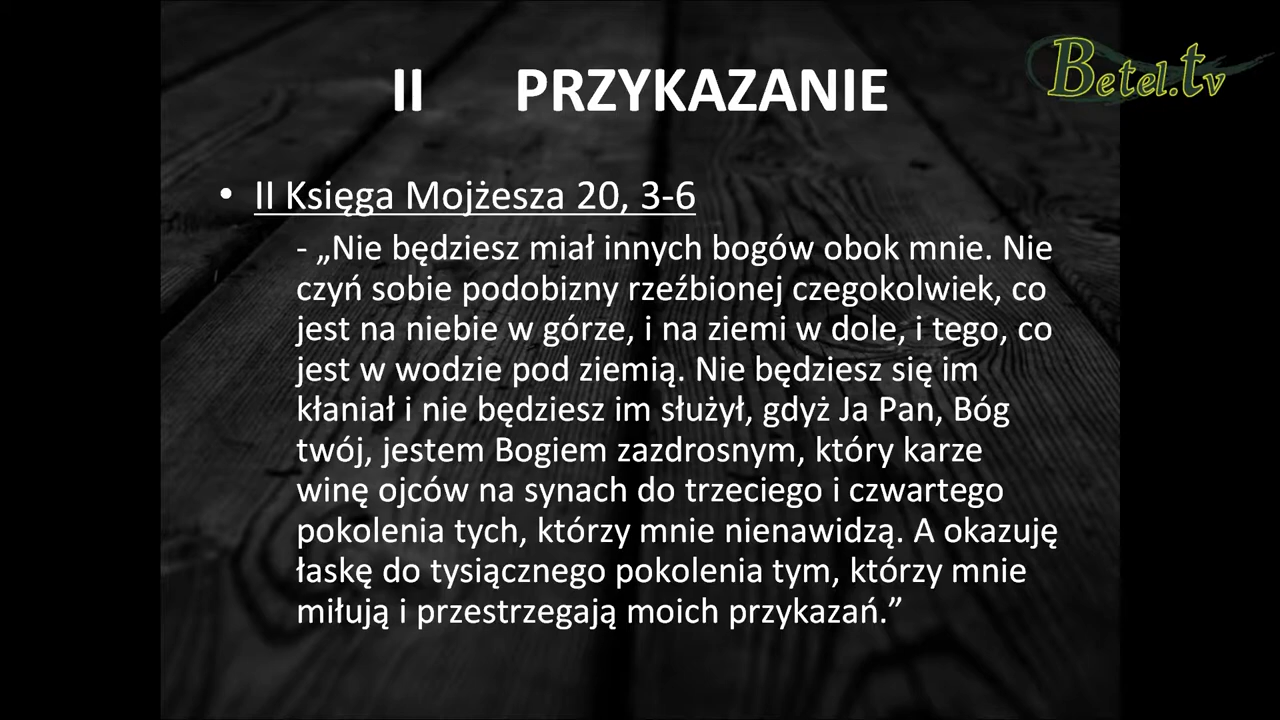 Betel.tv
II PRZYKAZANIE
• II Księga Mojżesza 20, 3-6
- „Nie będziesz miał innych bogów obok mnie. Nie
czyń sobie podobizny rzeźbionej czegokolwiek, co
jest na niebie w górze, i na ziemi w dole, i tego, co
jest w wodzie pod ziemią. Nie będziesz się im
kłaniał i nie będziesz im służył, gdyż Ja Pan, Bóg
twój, jestem Bogiem zazdrosnym, który karze
winę ojców na synach do trzeciego i czwartego
pokolenia tych, którzy mnie nienawidzą. A okazuję
łaskę do tysiącznego pokolenia tym, którzy mnie
miłują i przestrzegają moich przykazań.”